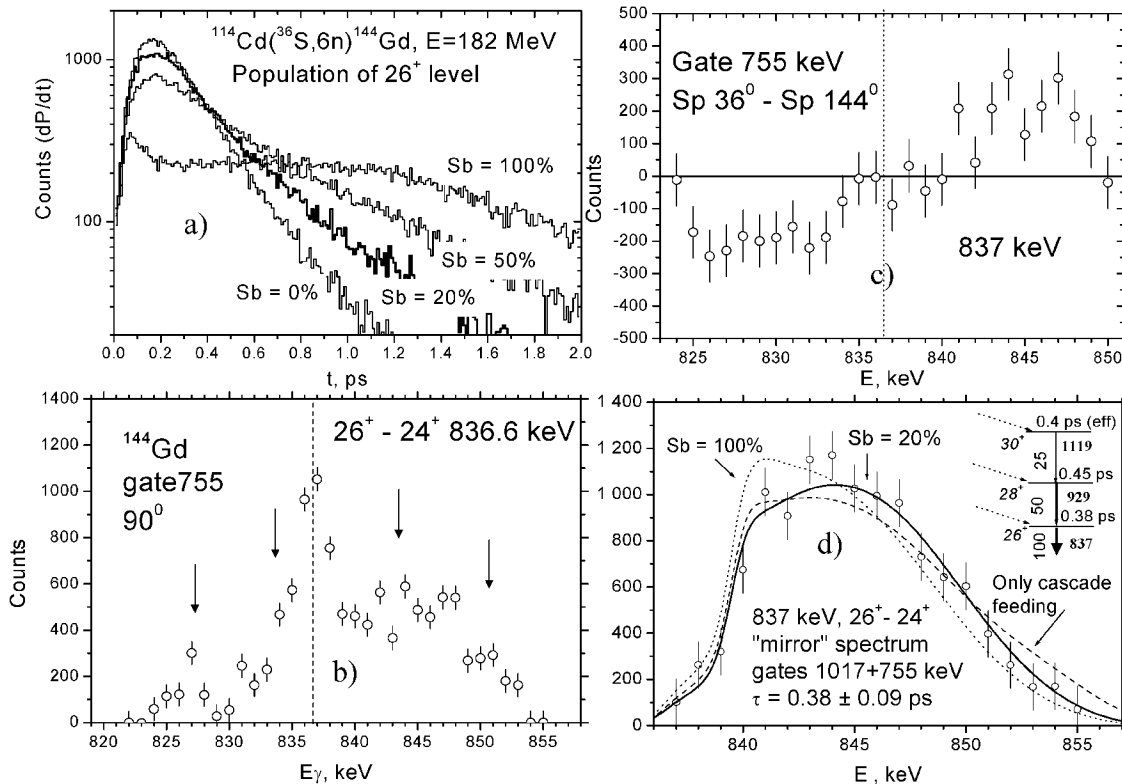 ¹¹⁴Cd(³⁶S,6n)¹⁴⁴Gd, E=182 MeV
Population of 26⁺ level
Counts (dP/dt)
1000
100
Sb = 100%
a)
Sb = 50%
Sb = 0%
Sb = 20%
0.0 0.2 0.4 0.6 0.8 1.0 1.2 1.4 1.6 1.8 2.0
t, ps
500
400
300
200
100
0
-100
-200
-300
-400
-500
Counts
Gate 755 keV
Sp 36⁰ - Sp 144⁰
c)
837 keV
825 830 835 840 845 850
E, keV
1400
1200
1000
800
600
400
200
0
Counts
¹⁴⁴Gd
gate755
90⁰
26⁺ - 24⁺ 836.6 keV
b)
820 830 840 850
Eγ, keV
1 400
1 200
1 000
800
600
400
200
0
Sb = 100%
Sb = 20%
0.4 ps (eff)
30⁺
1119
25
0.45 ps
28⁺
929
50
0.38 ps
26⁺
837
100
d)
Only cascade
feeding
837 keV, 26⁺ - 24⁺
"mirror" spectrum
gates 1017+755 keV
τ = 0.38 ± 0.09 ps
840 845 850 855
E, keV